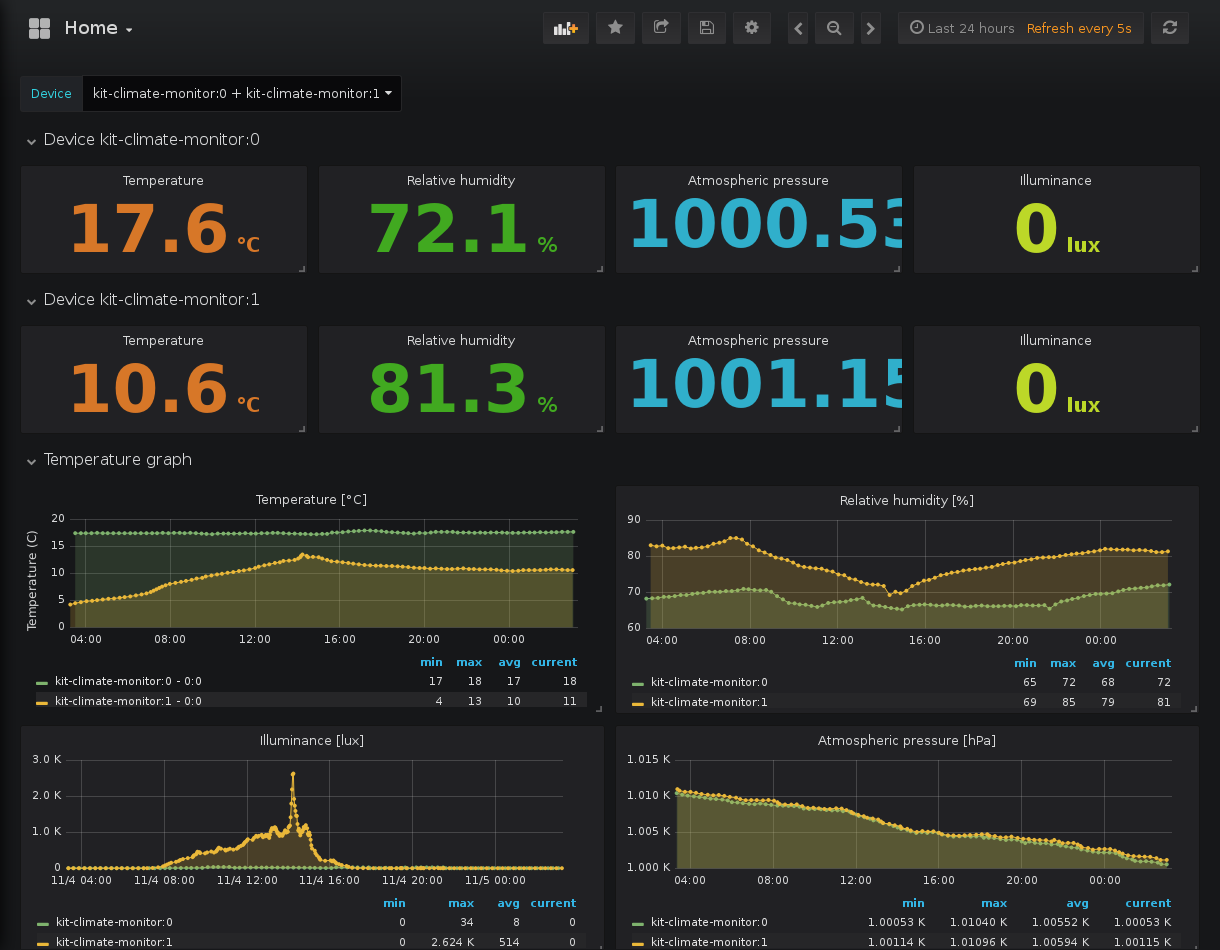 Home
Last 24 hours Refresh every 5s
Device kit-climate-monitor:0 + kit-climate-monitor:1
Device kit-climate-monitor:0
Temperature Relative humidity Atmospheric pressure Illuminance
17.6 °C 72.1 % 1000.53 0 lux
Device kit-climate-monitor:1
Temperature Relative humidity Atmospheric pressure Illuminance
10.6 °C 81.3 % 1001.15 0 lux
Temperature graph
Temperature [°C]
Temperature (C)
20
15
10
5
0
04:00 08:00 12:00 16:00 20:00 00:00
min max avg current
kit-climate-monitor:0 - 0:0 17 18 17 18
kit-climate-monitor:1 - 0:0 4 13 10 11
Relative humidity [%]
90
80
70
60
04:00 08:00 12:00 16:00 20:00 00:00
min max avg current
kit-climate-monitor:0 65 72 68 72
kit-climate-monitor:1 69 85 79 81
Illuminance [lux]
3.0 K
2.0 K
1.0 K
0
11/4 04:00 11/4 08:00 11/4 12:00 11/4 16:00 11/4 20:00 11/5 00:00
min max avg current
kit-climate-monitor:0 0 34 8 0
kit-climate-monitor:1 0 2.624 K 514 0
Atmospheric pressure [hPa]
1.015 K
1.010 K
1.005 K
1.000 K
04:00 08:00 12:00 16:00 20:00 00:00
min max avg current
kit-climate-monitor:0 1.00053 K 1.01040 K 1.00552 K 1.00053 K
kit-climate-monitor:1 1.00114 K 1.01096 K 1.00594 K 1.00115 K